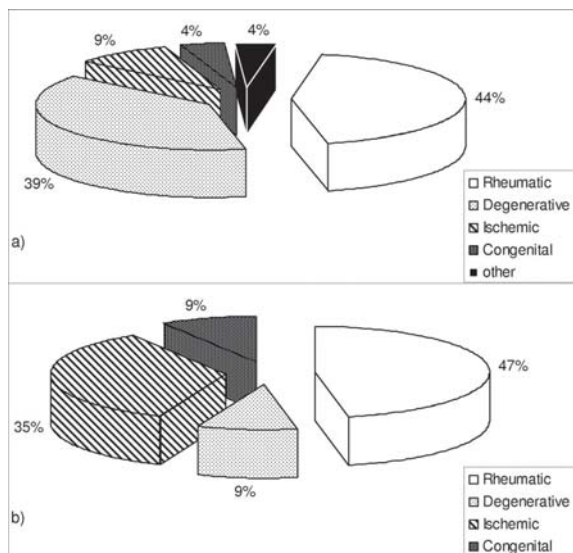 9%
4%
4%
44%
39%
Rheumatic
Degenerative
Ischemic
Congenital
other
a)
9%
47%
35%
9%
Rheumatic
Degenerative
Ischemic
Congenital
b)